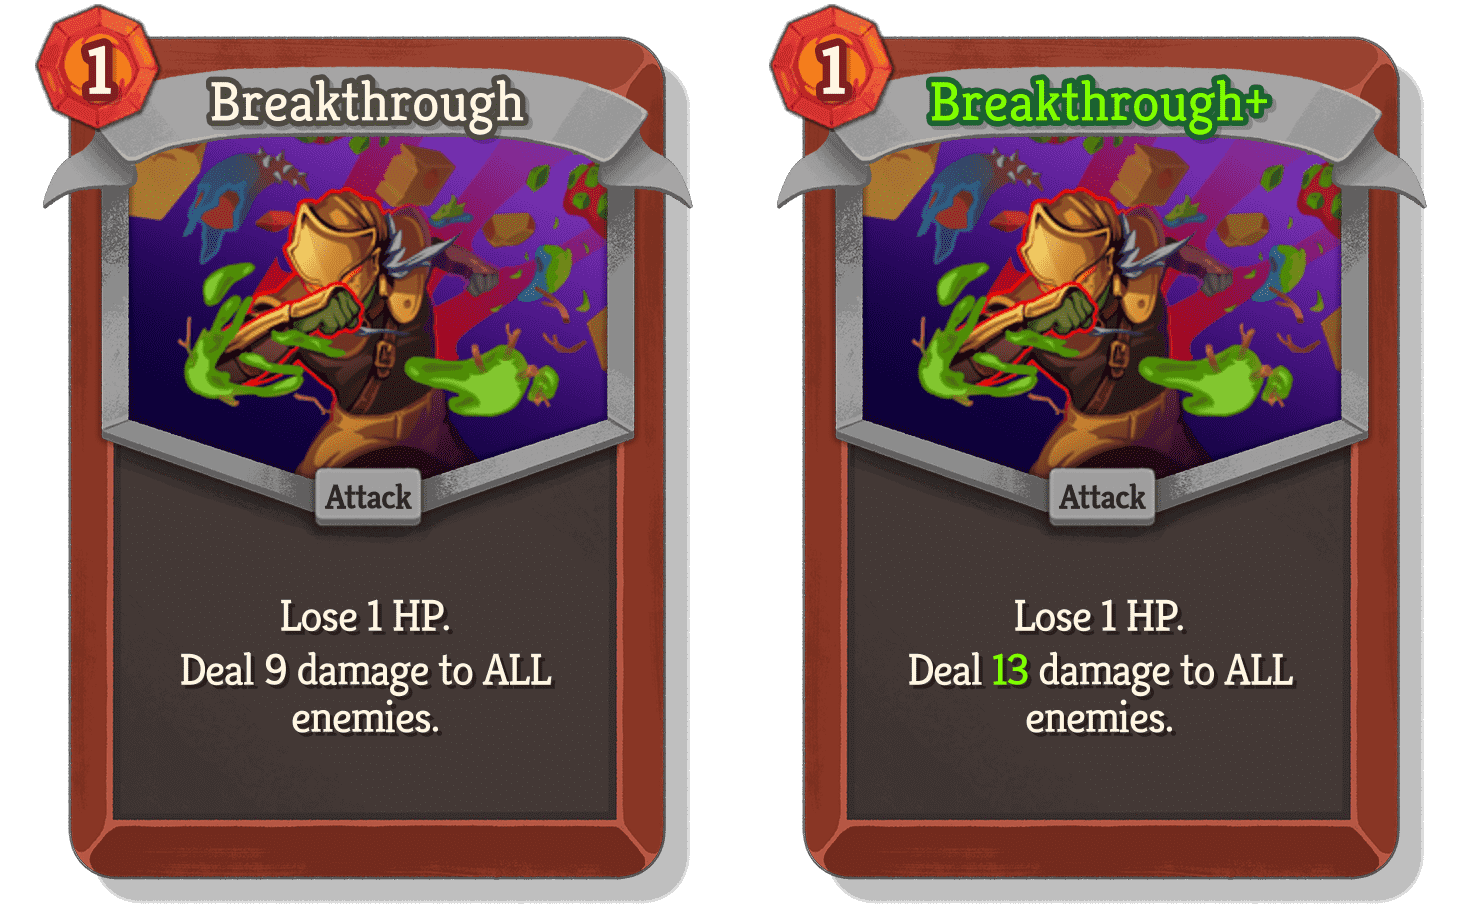 1
Breakthrough
Attack
Lose 1 HP.
Deal 9 damage to ALL
enemies.
1
Breakthrough+
Attack
Lose 1 HP.
Deal 13 damage to ALL
enemies.